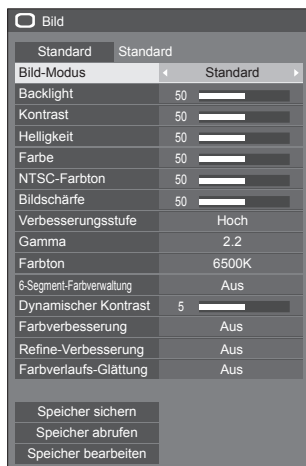 Bild
Standard Standard
Bild-Modus Standard
Backlight 50
Kontrast 50
Helligkeit 50
Farbe 50
NTSC-Farbton 50
Bildschärfe 50
Verbesserungsstufe Hoch
Gamma 2.2
Farbton 6500K
6-Segment-Farbverwaltung Aus
Dynamischer Kontrast 5
Farbverbesserung Aus
Refine-Verbesserung Aus
Farbverlaufs-Glättung Aus
Speicher sichern
Speicher abrufen
Speicher bearbeiten